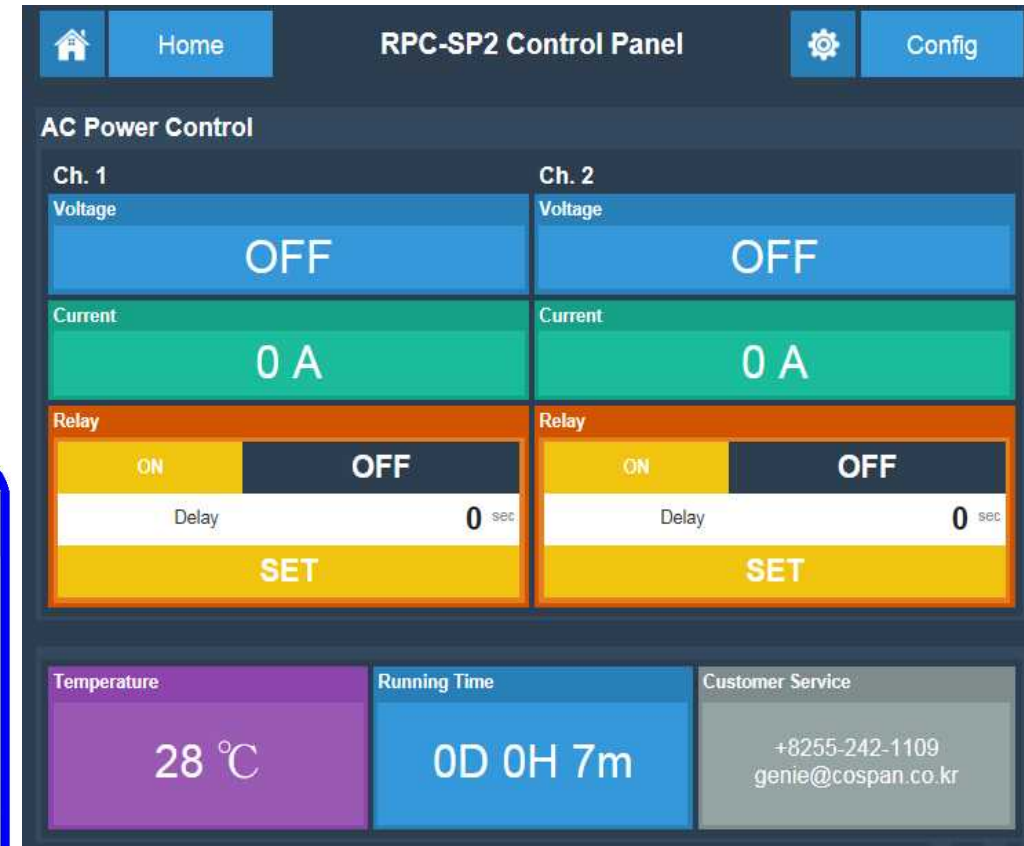 Home RPC-SP2 Control Panel Config
AC Power Control
Ch. 1 Ch. 2
Voltage Voltage
OFF OFF
Current Current
0 A 0 A
Relay Relay
ON OFF ON OFF
Delay 0 sec Delay 0 sec
SET SET
Temperature Running Time Customer Service
28 ℃ 0D 0H 7m
+8255-242-1109
genie@cospan.co.kr